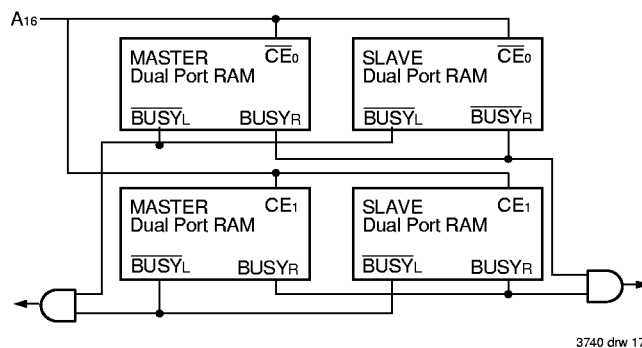 A16
MASTER
Dual Port RAM
CE0
BUSYL
BUSYR
SLAVE
Dual Port RAM
CE0
BUSYL
BUSYR
MASTER
Dual Port RAM
CE1
BUSYL
BUSYR
SLAVE
Dual Port RAM
CE1
BUSYL
BUSYR
3740 drw 17